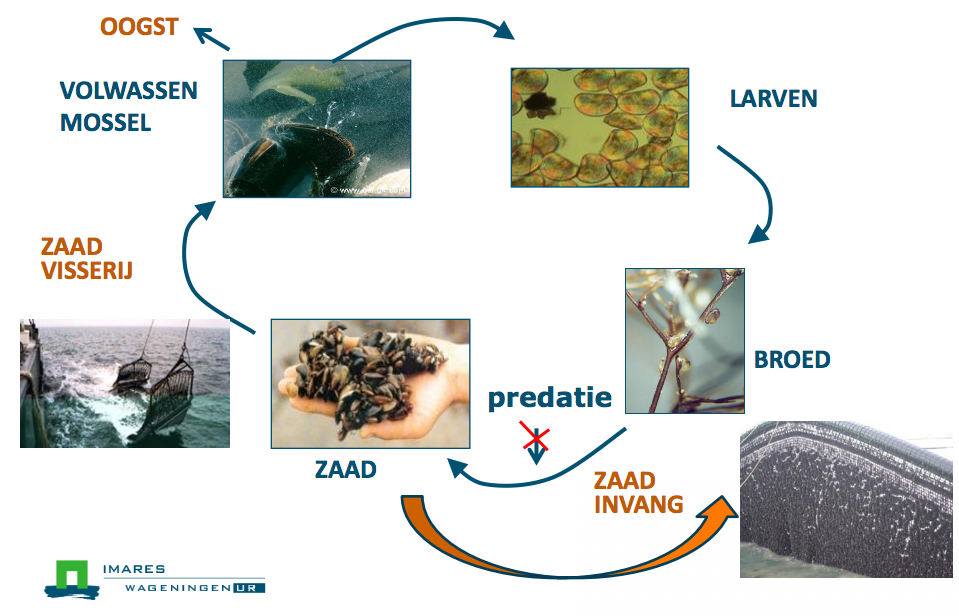 OOGST
VOLWASSEN
MOSSEL
LARVEN
ZAAD
VISSERIJ
BROED
predatie
ZAAD
ZAAD
INVANG
IMARES
WAGENINGEN UR